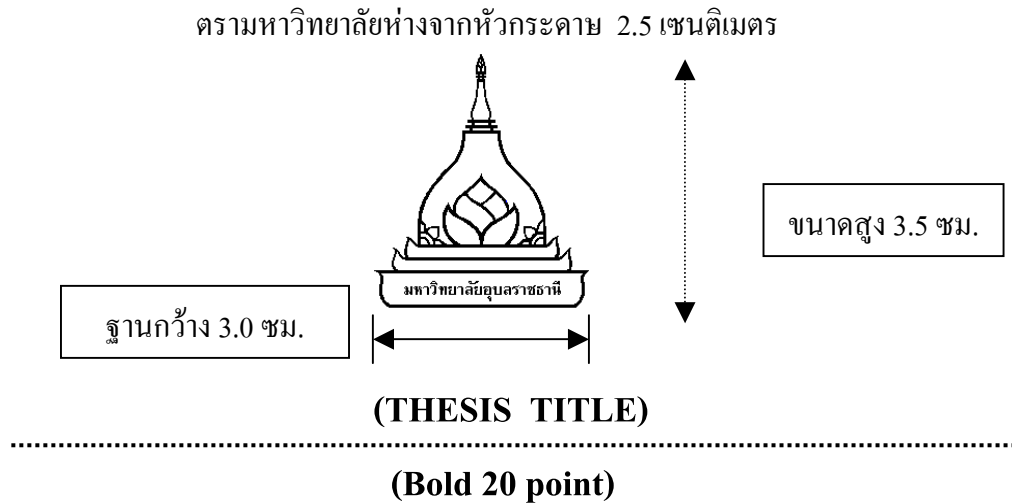 ตรามหาวิทยาลัยห่างจากหัวกระดาษ 2.5 เซนติเมตร
ขนาดสูง 3.5 ซม.
มหาวิทยาลัยอุบลราชธานี
ฐานกว้าง 3.0 ซม.
(THESIS TITLE)
(Bold 20 point)